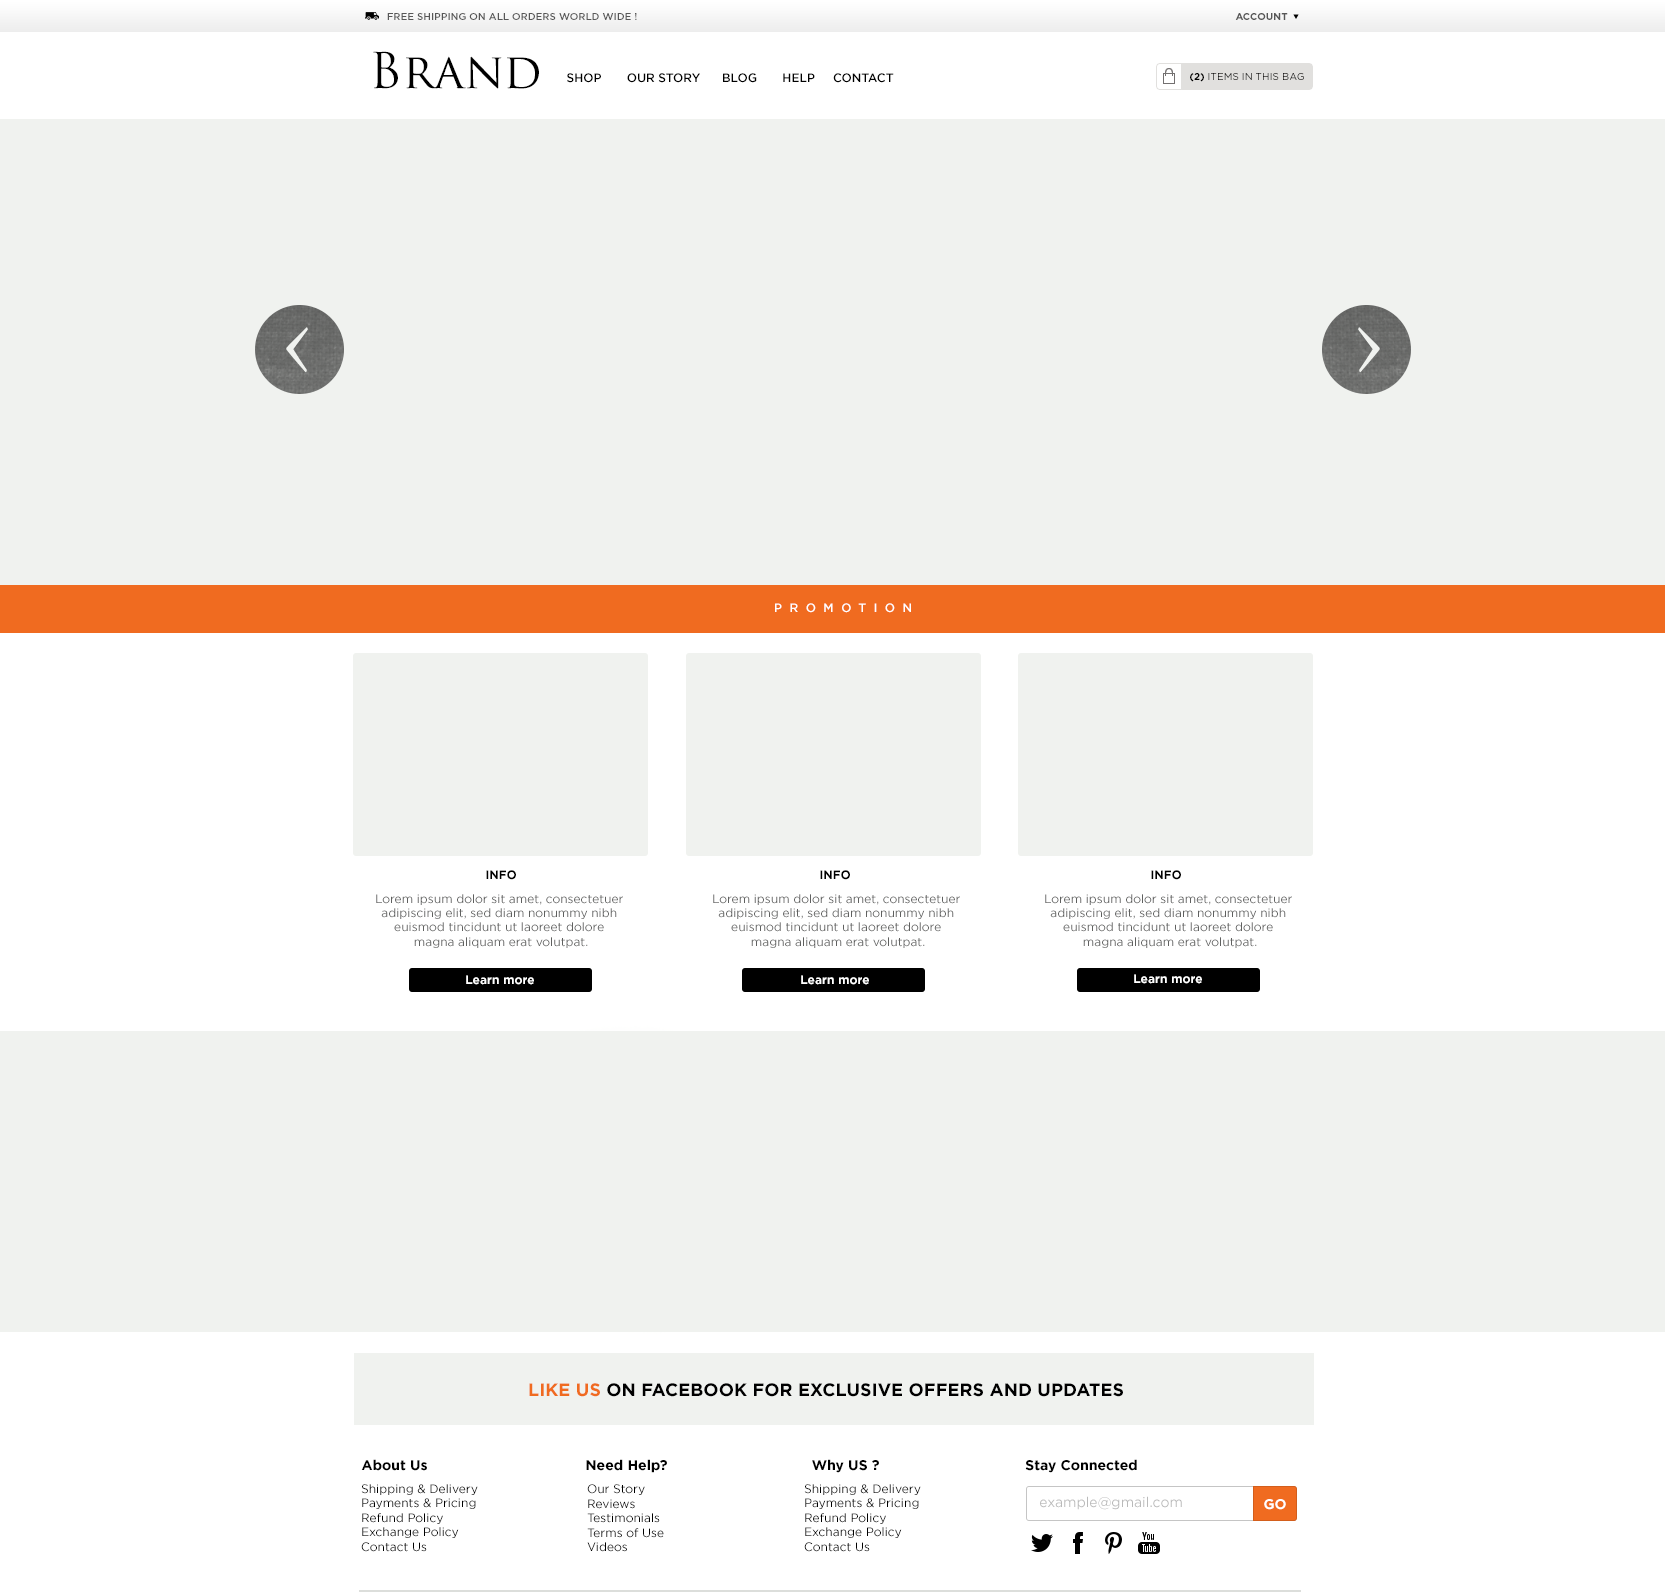 FREE SHIPPING ON ALL ORDERS WORLD WIDE !
ACCOUNT ▼
BRAND
SHOP
OUR STORY
BLOG
HELP
CONTACT
(2) ITEMS IN THIS BAG
PROMOTION
INFO
Lorem ipsum dolor sit amet, consectetuer
adipiscing elit, sed diam nonummy nibh
euismod tincidunt ut laoreet dolore
magna aliquam erat volutpat.
Learn more
INFO
Lorem ipsum dolor sit amet, consectetuer
adipiscing elit, sed diam nonummy nibh
euismod tincidunt ut laoreet dolore
magna aliquam erat volutpat.
Learn more
INFO
Lorem ipsum dolor sit amet, consectetuer
adipiscing elit, sed diam nonummy nibh
euismod tincidunt ut laoreet dolore
magna aliquam erat volutpat.
Learn more
LIKE US ON FACEBOOK FOR EXCLUSIVE OFFERS AND UPDATES
About Us
Shipping & Delivery
Payments & Pricing
Refund Policy
Exchange Policy
Contact Us
Need Help?
Our Story
Reviews
Testimonials
Terms of Use
Videos
Why US ?
Shipping & Delivery
Payments & Pricing
Refund Policy
Exchange Policy
Contact Us
Stay Connected
example@gmail.com
GO
You
Tube